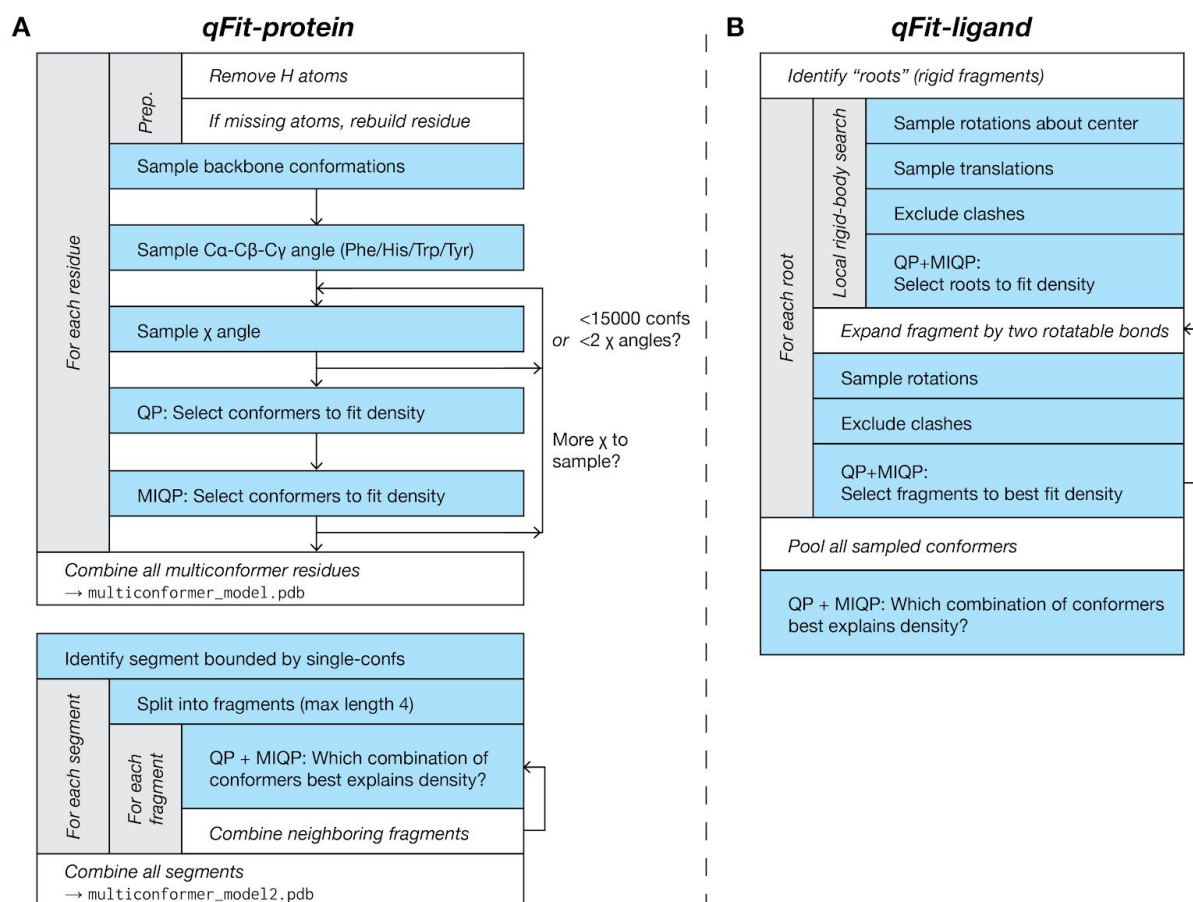 A
qFit-protein
For each residue
Prep.
Remove H atoms
If missing atoms, rebuild residue
Sample backbone conformations
Sample Cα-Cβ-Cγ angle (Phe/His/Trp/Tyr)
Sample χ angle
<15000 confs
or <2 χ angles?
QP: Select conformers to fit density
More χ to
sample?
MIQP: Select conformers to fit density
Combine all multiconformer residues
→ multiconformer_model.pdb
Identify segment bounded by single-confs
For each segment
Split into fragments (max length 4)
For each
fragment
QP + MIQP: Which combination of
conformers best explains density?
Combine neighboring fragments
Combine all segments
→ multiconformer_model2.pdb
B
qFit-ligand
Identify “roots” (rigid fragments)
For each root
Local rigid-body search
Sample rotations about center
Sample translations
Exclude clashes
QP+MIQP:
Select roots to fit density
Expand fragment by two rotatable bonds
Sample rotations
Exclude clashes
QP+MIQP:
Select fragments to best fit density
Pool all sampled conformers
QP + MIQP: Which combination of conformers
best explains density?